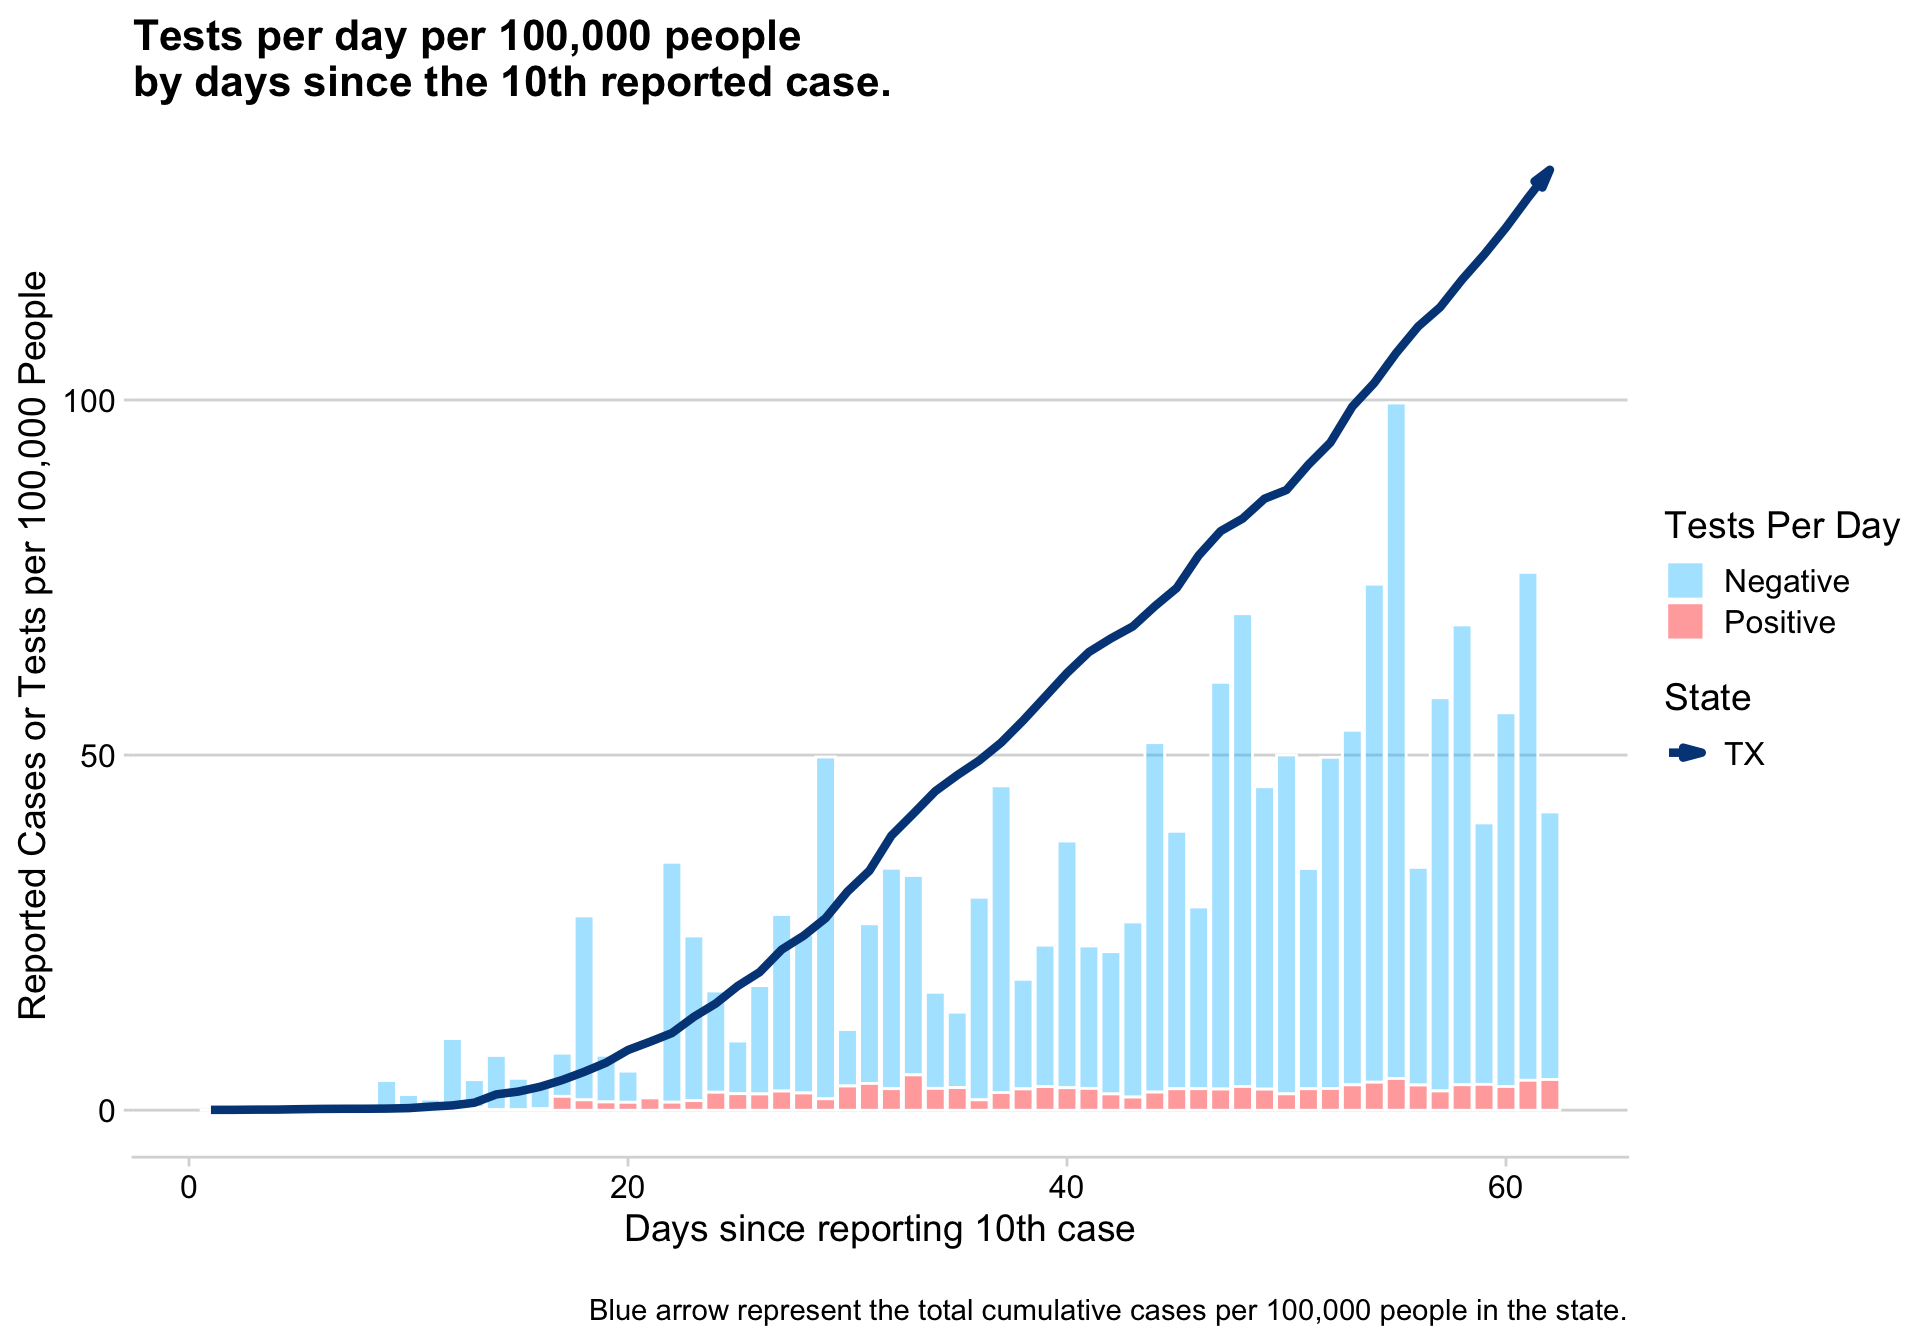 Tests per day per 100,000 people
by days since the 10th reported case.
Reported Cases or Tests per 100,000 People
100
50
0
0
20
40
60
Days since reporting 10th case
Tests Per Day
Negative
Positive
State
TX
Blue arrow represent the total cumulative cases per 100,000 people in the state.